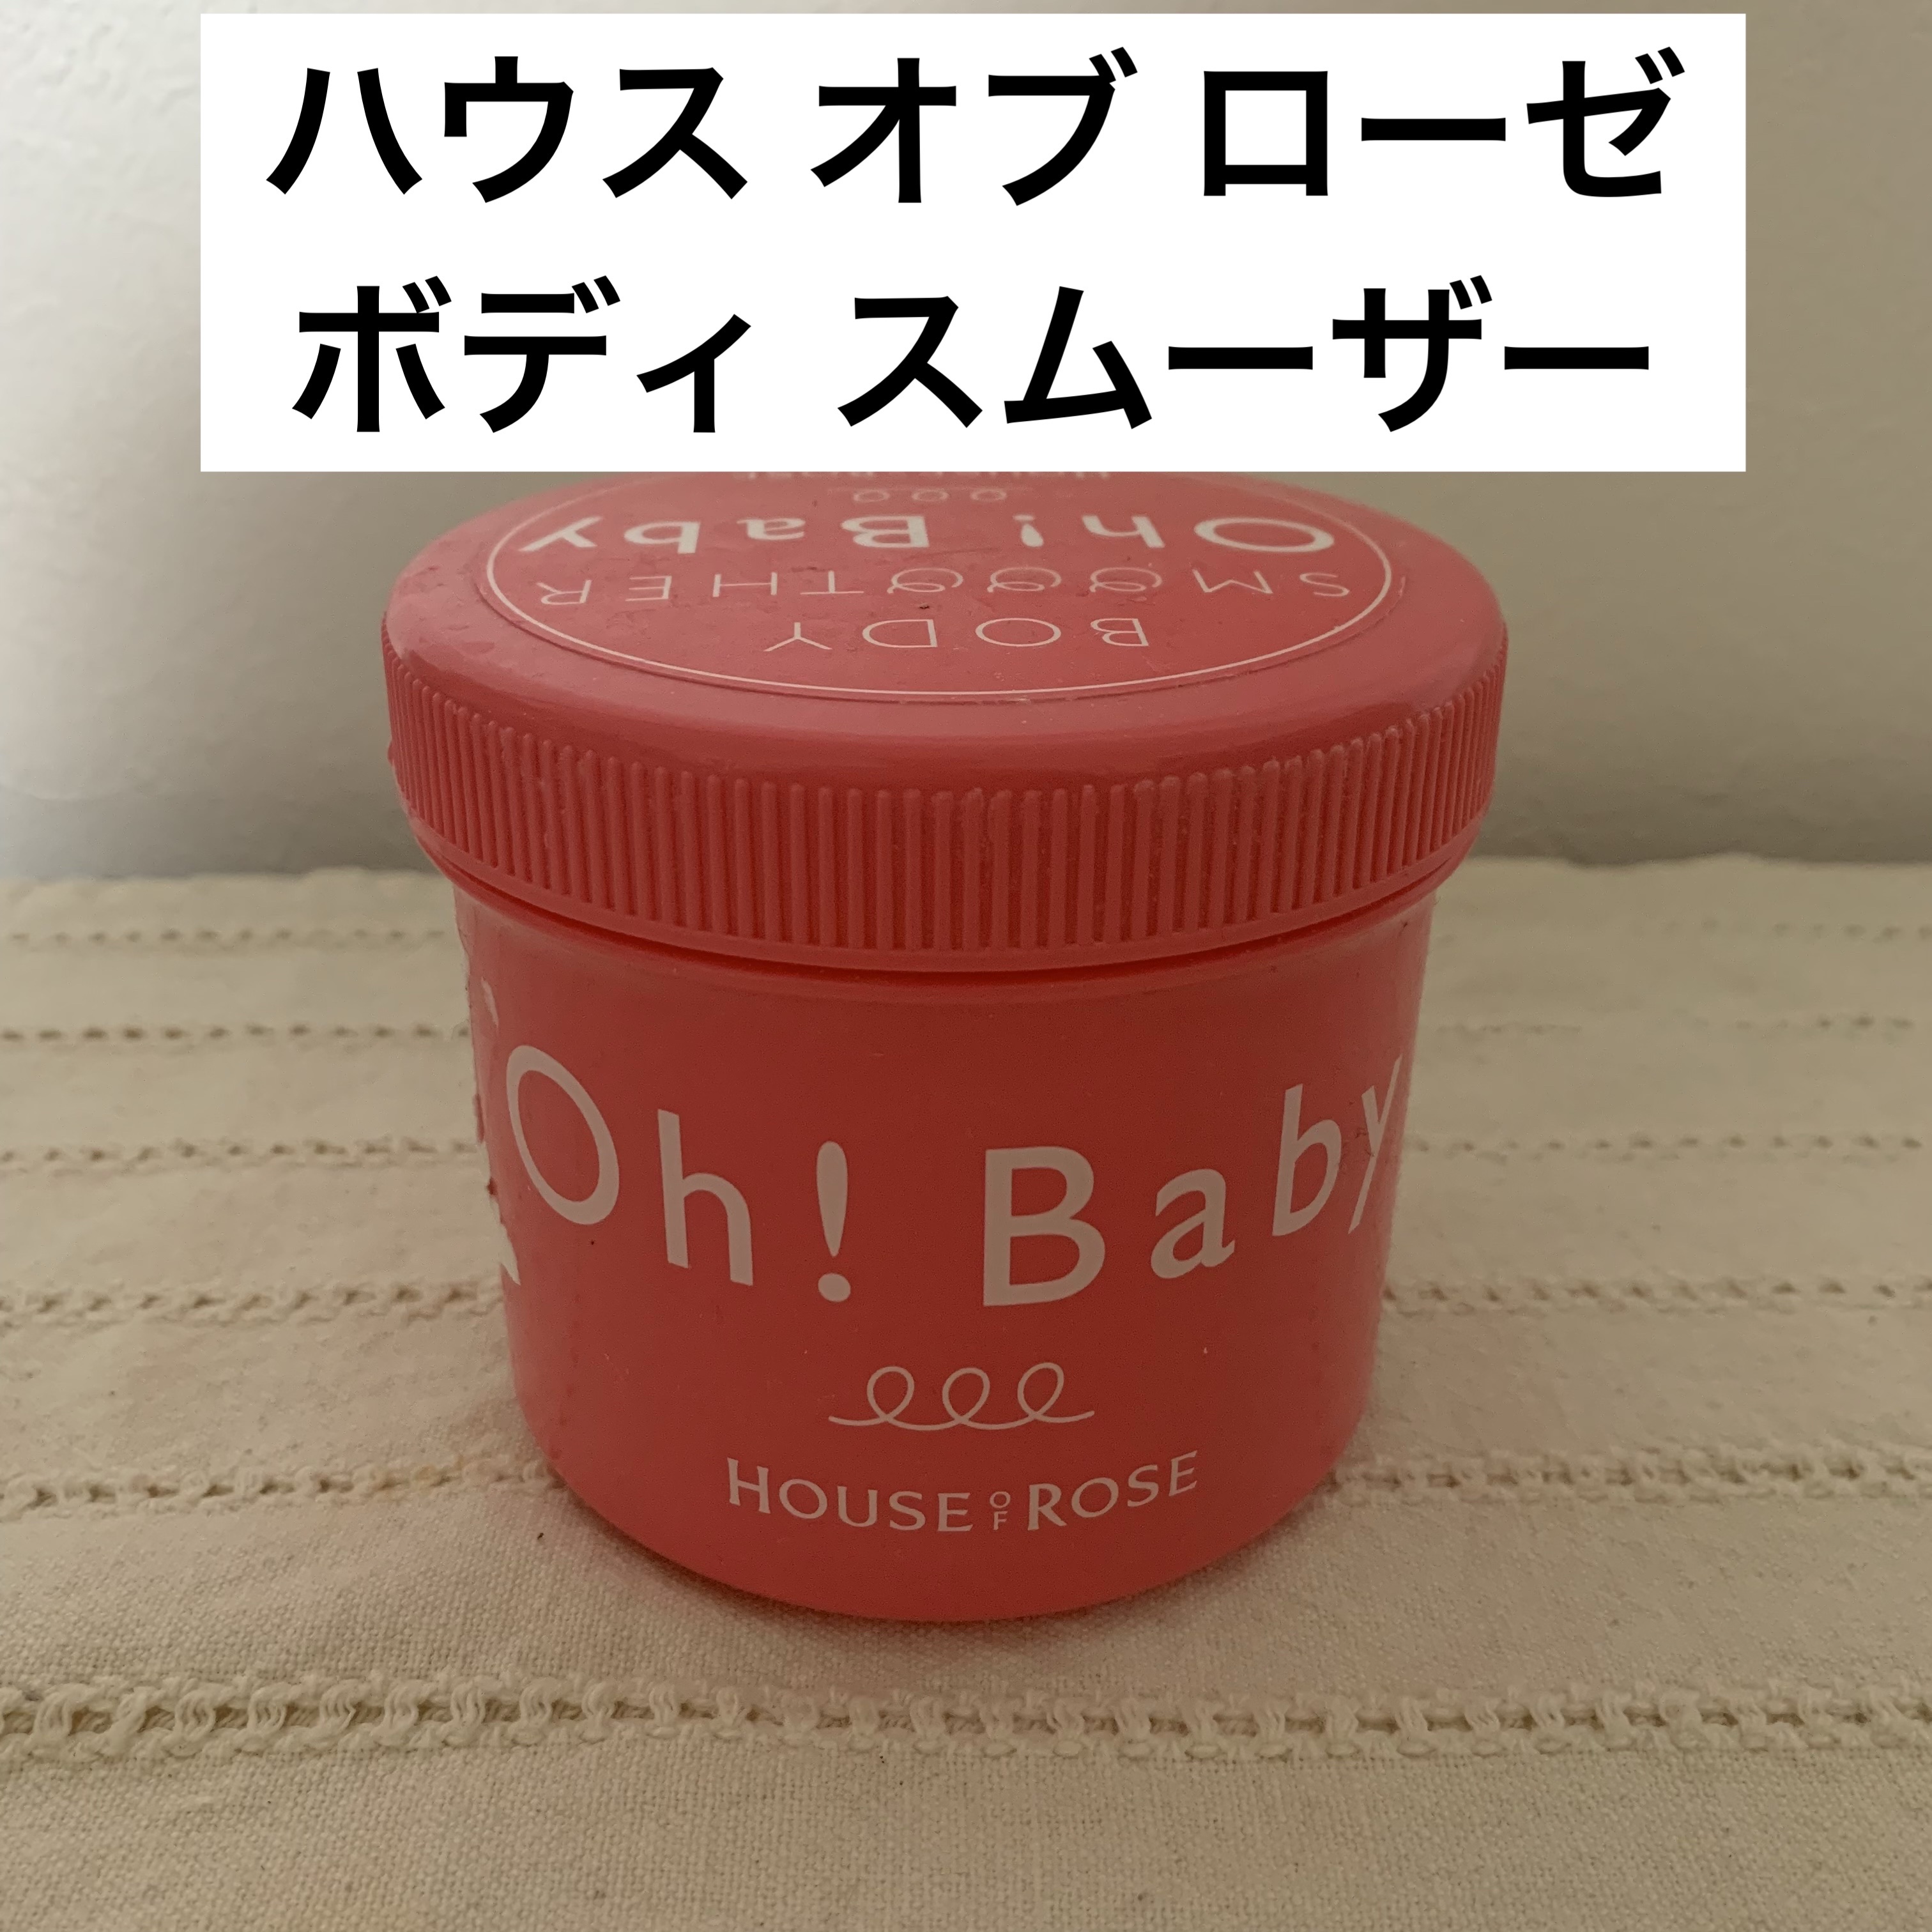 ハウス オブ ローゼ
ボディ スムーザー
Oh! Baby
SMOOOTHER
BODY
Oh! Baby
HOUSE OF ROSE